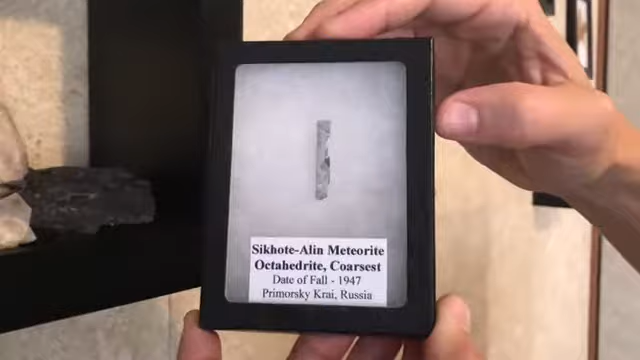 Sikhote-Alin Meteorite
Octahedrite, Coarsest
Date of Fall - 1947
Primorsky Krai, Russia